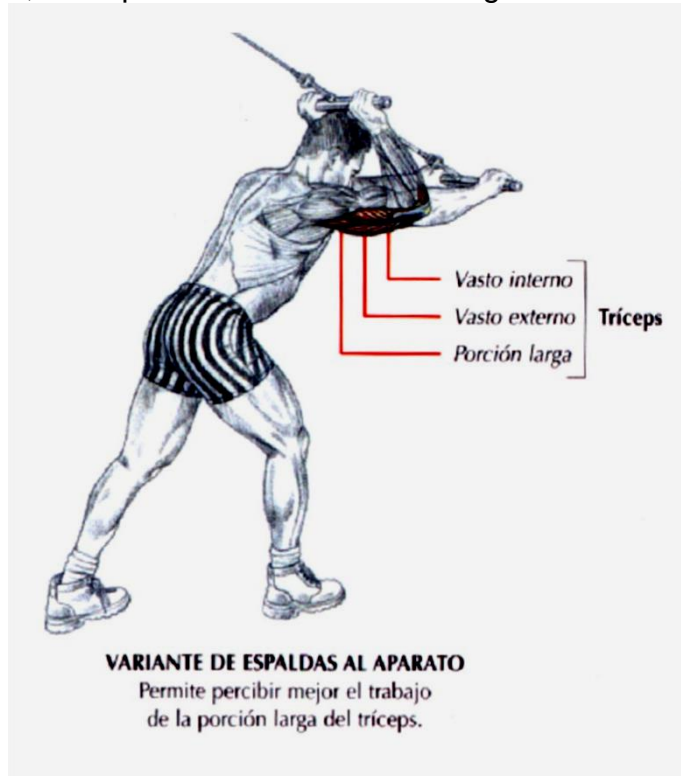 Vasto interno
Vasto externo
Tríceps
Porción larga
VARIANTE DE ESPALDAS AL APARATO
Permite percibir mejor el trabajo
de la porción larga del tríceps.